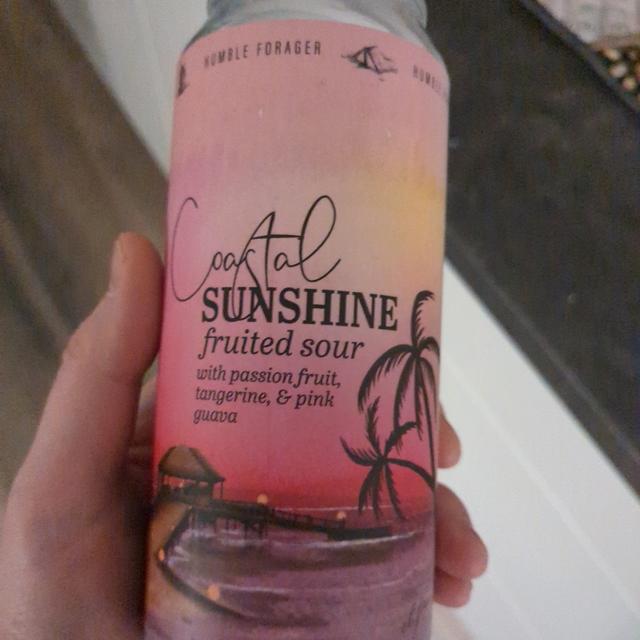 HUMBLE FORAGER
Coastal
SUNSHINE
fruited sour
with passion fruit,
tangerine, & pink
guava